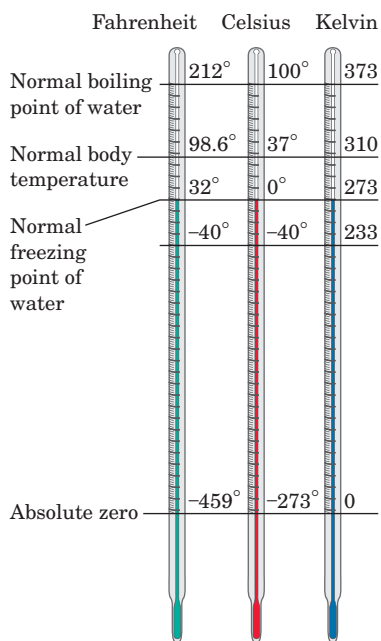 Fahrenheit Celsius Kelvin
Normal boiling
point of water
212° 100° 373
Normal body
temperature
98.6° 37° 310
32° 0° 273
Normal
freezing
point of
water
–40° –40° 233
Absolute zero
–459° –273° 0